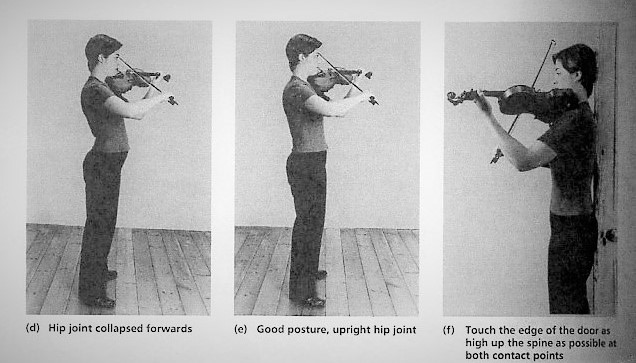 (d) Hip joint collapsed forwards
(e) Good posture, upright hip joint
(f) Touch the edge of the door as
high up the spine as possible at
both contact points